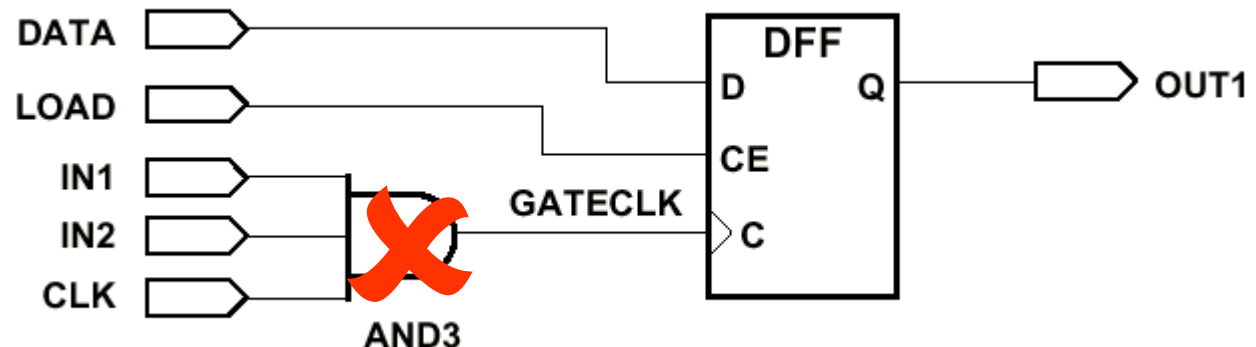 DATA
LOAD
IN1
IN2
CLK
AND3
GATECLK
DFF
D
Q
CE
C
OUT1